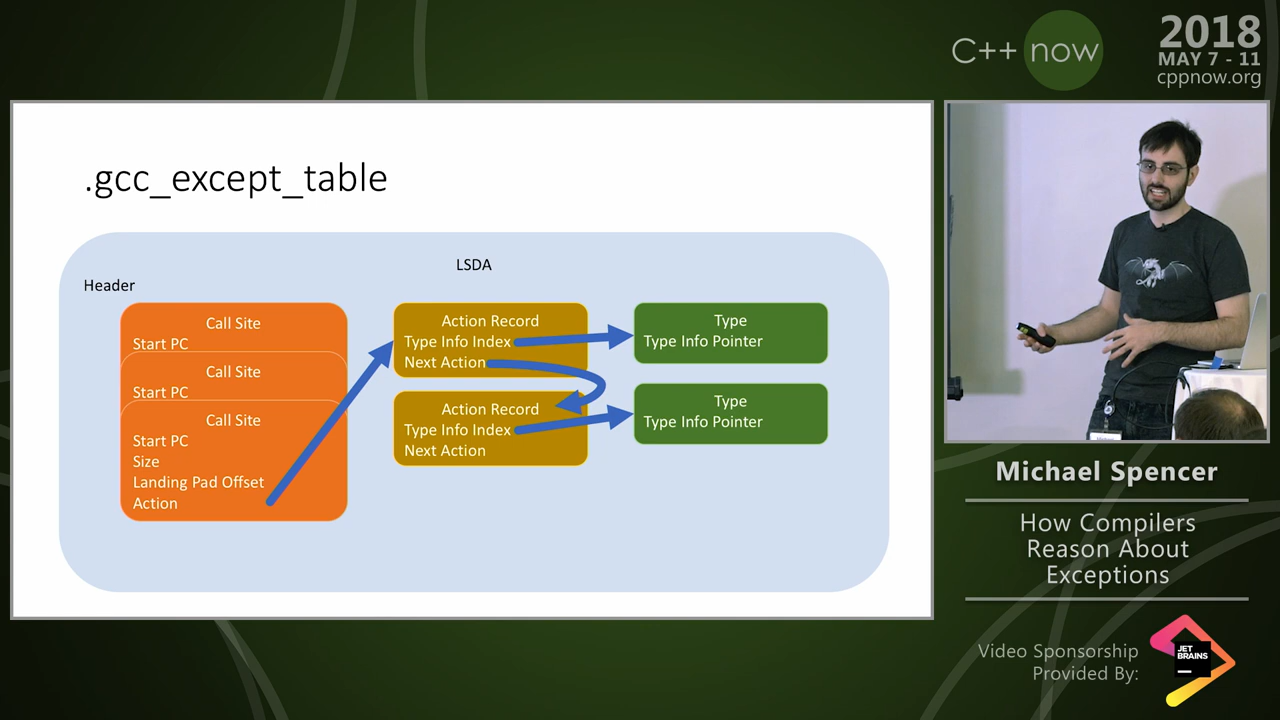 C++ now
2018
MAY 7 - 11
cppnow.org
.gcc_except_table
LSDA
Header
Call Site
Start PC
Call Site
Start PC
Call Site
Start PC
Size
Landing Pad Offset
Action
Action Record
Type Info Index
Next Action
Action Record
Type Info Index
Next Action
Type
Type Info Pointer
Type
Type Info Pointer
Michael Spencer
How Compilers
Reason About
Exceptions
Video Sponsorship
Provided By:
JET
BRAINS